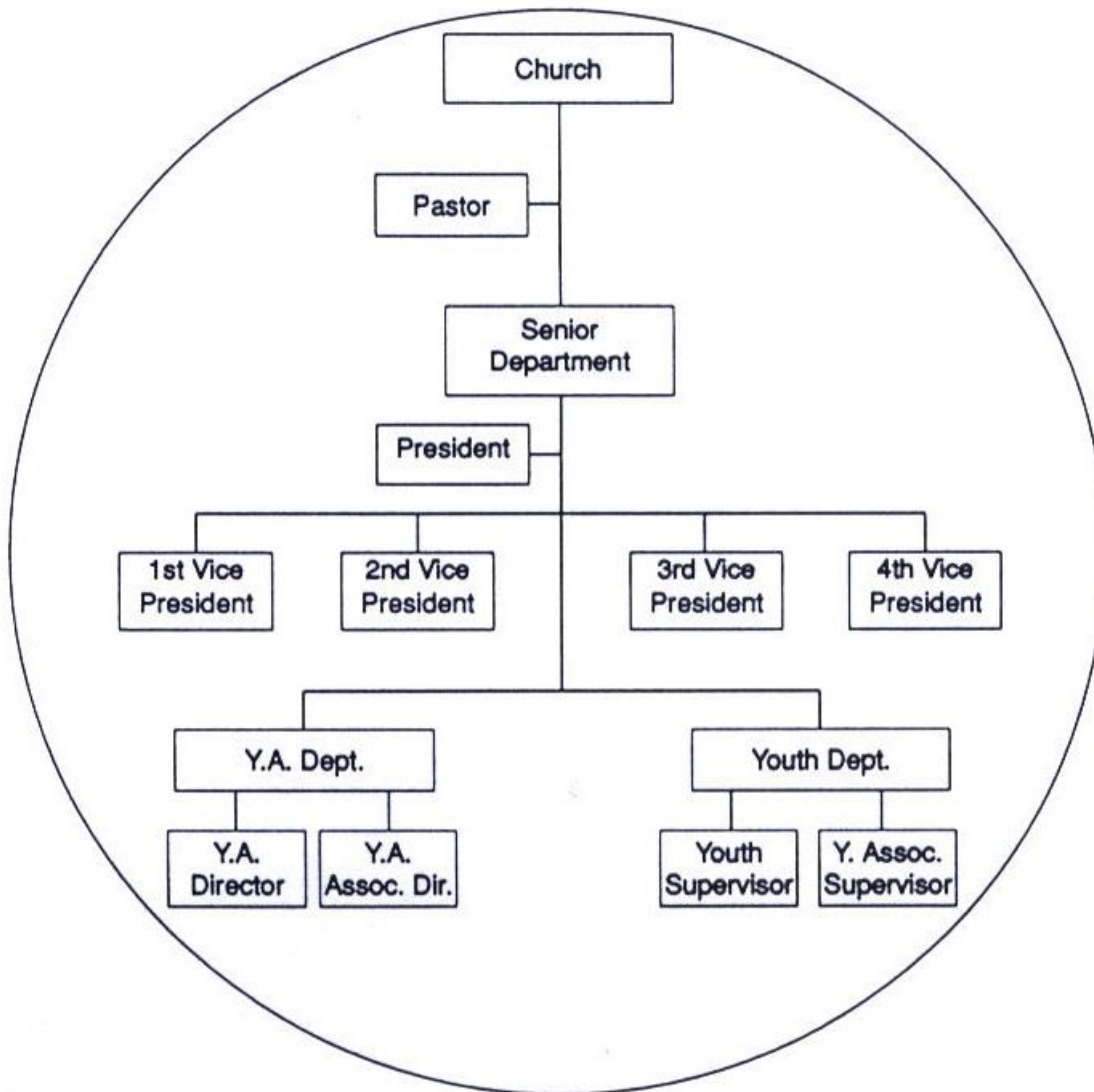 Church
Pastor
Senior
Department
President
1st Vice
President
2nd Vice
President
3rd Vice
President
4th Vice
President
Y.A. Dept.
Youth Dept.
Y.A.
Director
Y.A.
Assoc. Dir.
Youth
Supervisor
Y. Assoc.
Supervisor